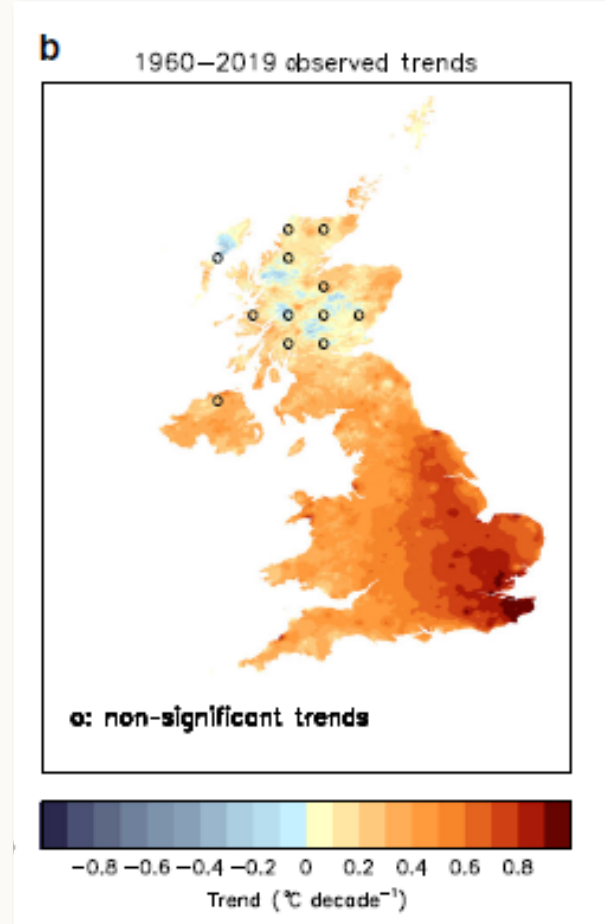 b
1960–2019 observed trends
o: non-significant trends
−0.8 −0.6 −0.4 −0.2 0 0.2 0.4 0.6 0.8
Trend (°C decade⁻¹)